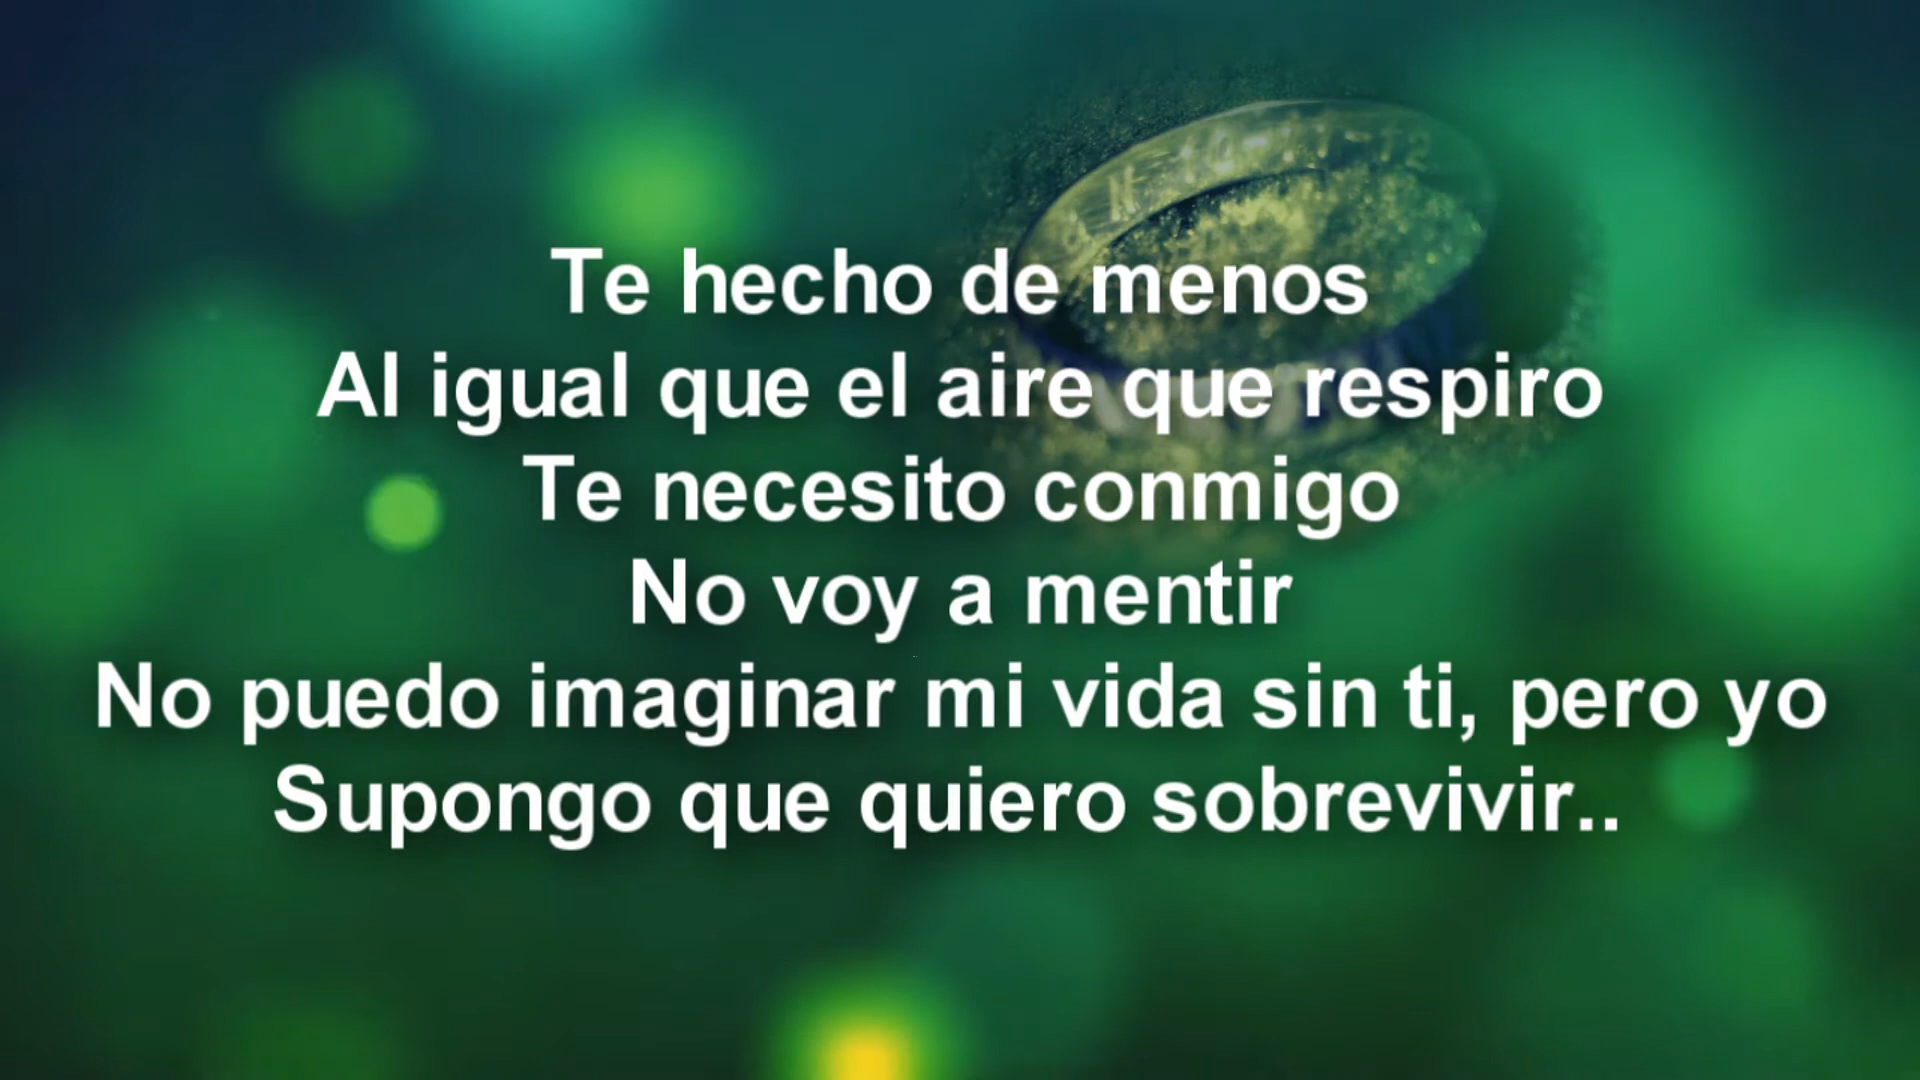 Te hecho de menos
Al igual que el aire que respiro
Te necesito conmigo
No voy a mentir
No puedo imaginar mi vida sin ti, pero yo
Supongo que quiero sobrevivir..